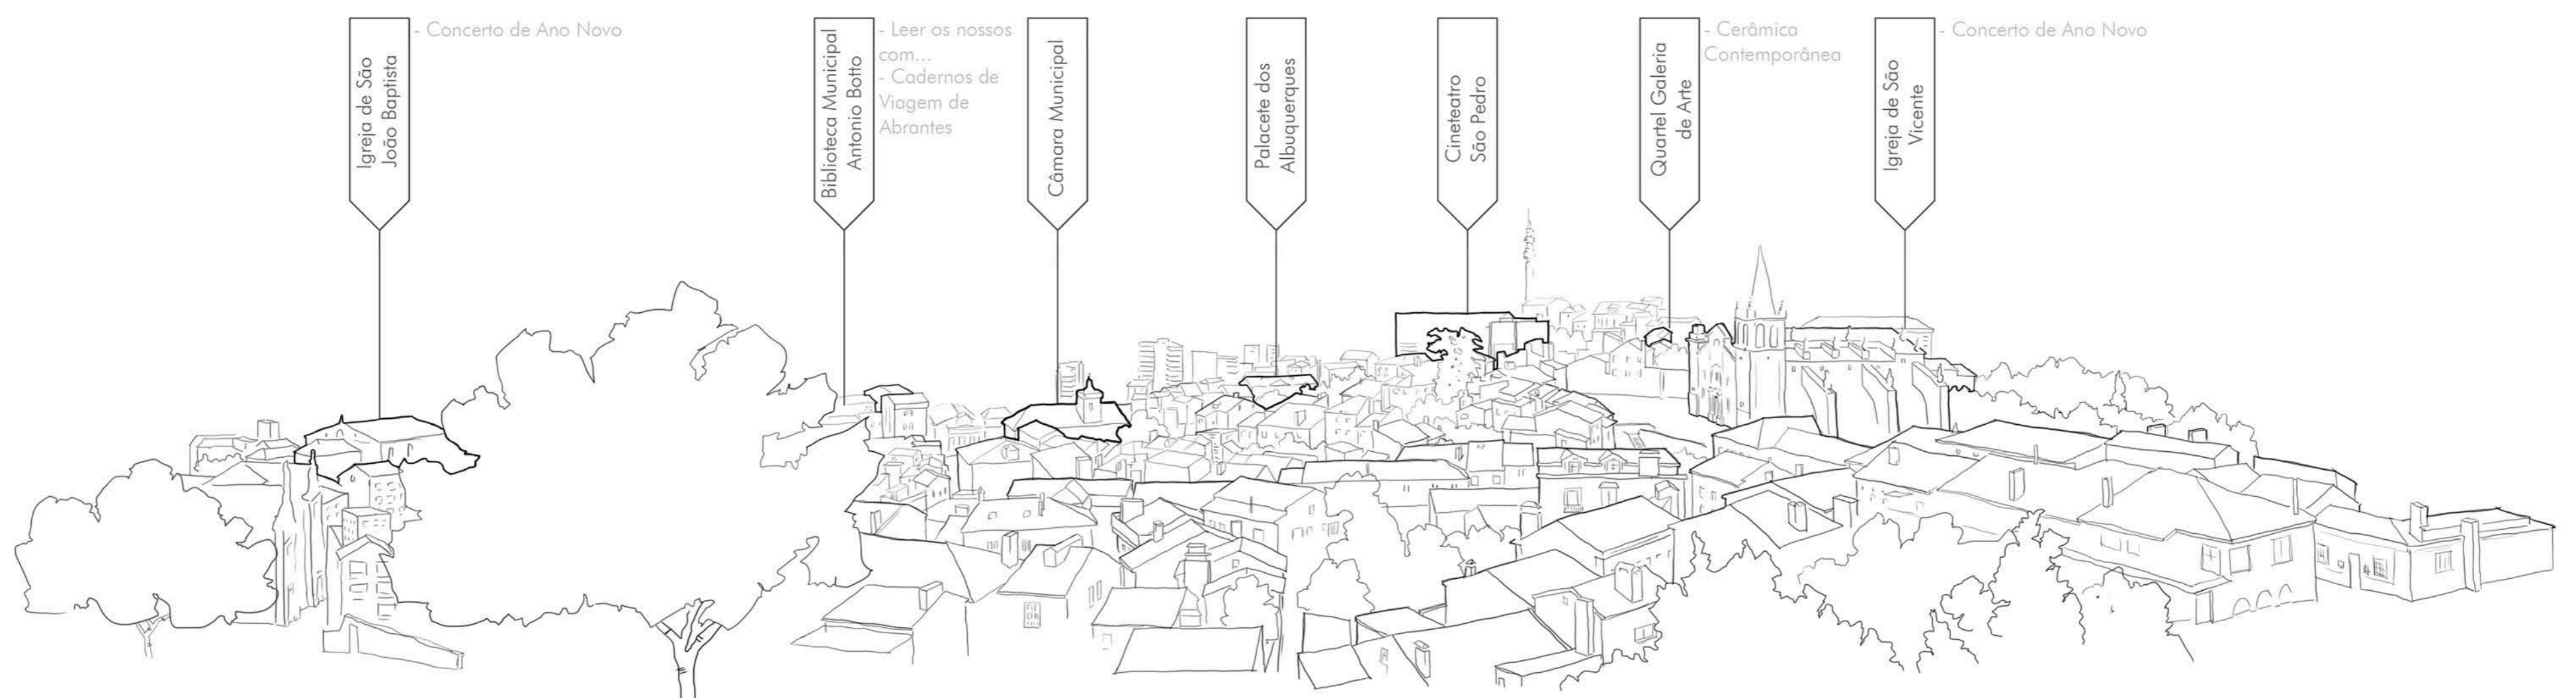 Igreja de São
João Baptista
- Concerto de Ano Novo
Biblioteca Municipal
Antonio Botto
- Leer os nossos
com...
- Cadernos de
Viagem de
Abrantes
Câmara Municipal
Palacete dos
Albuquerques
Cineteatro
São Pedro
Quartel Galeria
de Arte
- Cerâmica
Contemporânea
Igreja de São
Vicente
- Concerto de Ano Novo